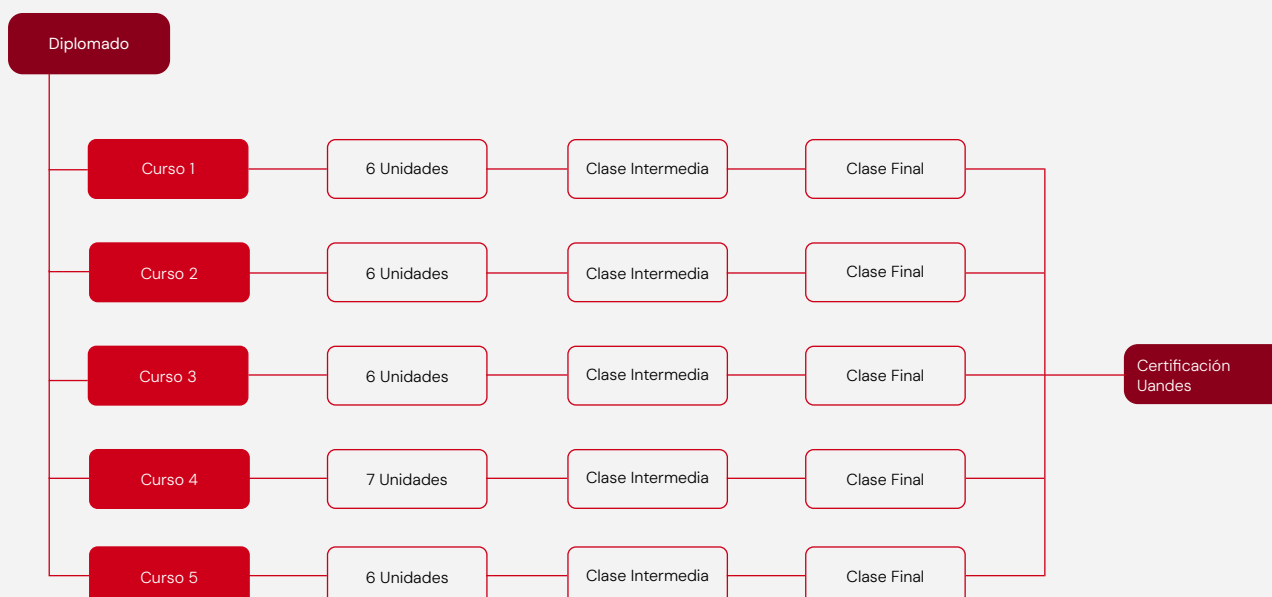 Diplomado
Curso 1
6 Unidades
Clase Intermedia
Clase Final
Curso 2
6 Unidades
Clase Intermedia
Clase Final
Curso 3
6 Unidades
Clase Intermedia
Clase Final
Certificación
Uandes
Curso 4
7 Unidades
Clase Intermedia
Clase Final
Curso 5
6 Unidades
Clase Intermedia
Clase Final